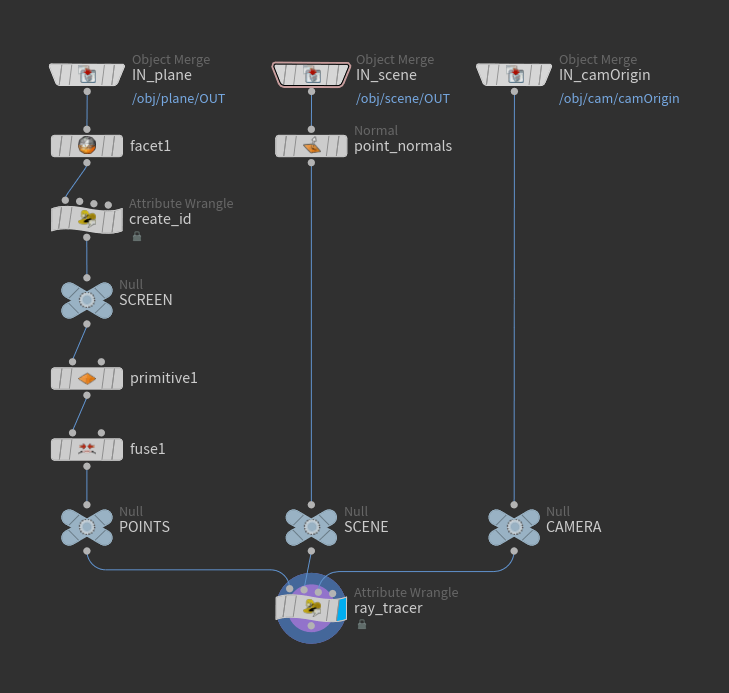 Object Merge
IN_plane
/obj/plane/OUT
Object Merge
IN_scene
/obj/scene/OUT
Object Merge
IN_camOrigin
/obj/cam/camOrigin
facet1
Normal
point_normals
Attribute Wrangle
create_id
Null
SCREEN
primitive1
fuse1
Null
POINTS
Null
SCENE
Null
CAMERA
Attribute Wrangle
ray_tracer